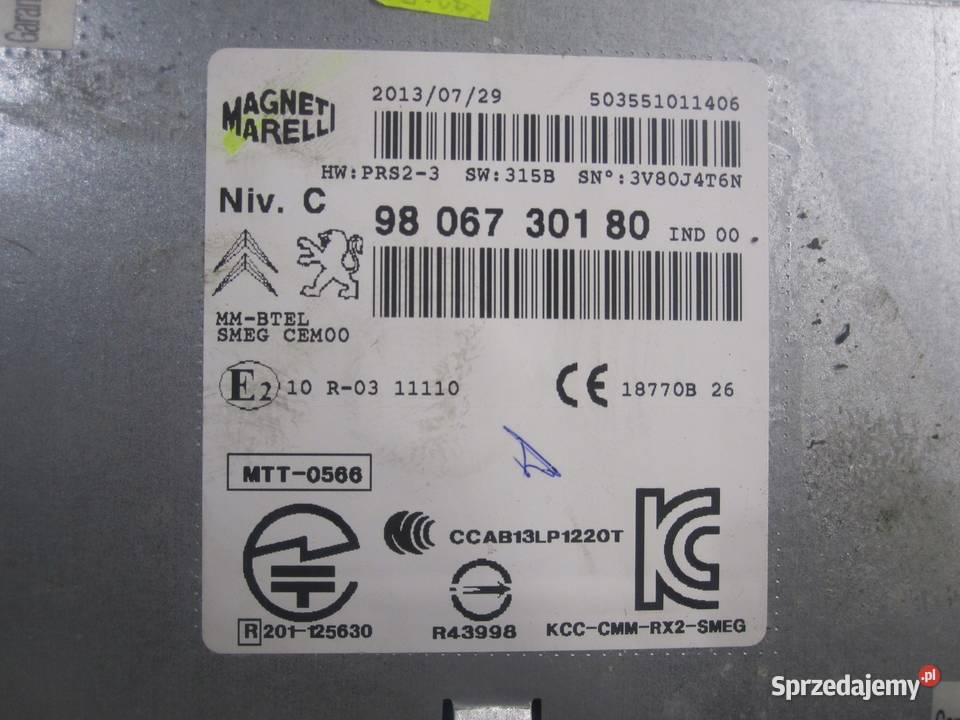 Garan
MAGNETI
MARELLI
2013/07/29 503551011406
HW:PRS2-3 SW:315B SN°:3V80J4T6N
Niv. C
98 067 301 80 IND 00
MM-BTEL
SMEG CEM00
E2 10 R-03 11110
CE 18770B 26
MTT-0566
CCAB13LP1220T
R 201-125630
R43998
KCC-CMM-RX2-SMEG
Sprzedajemy.pl